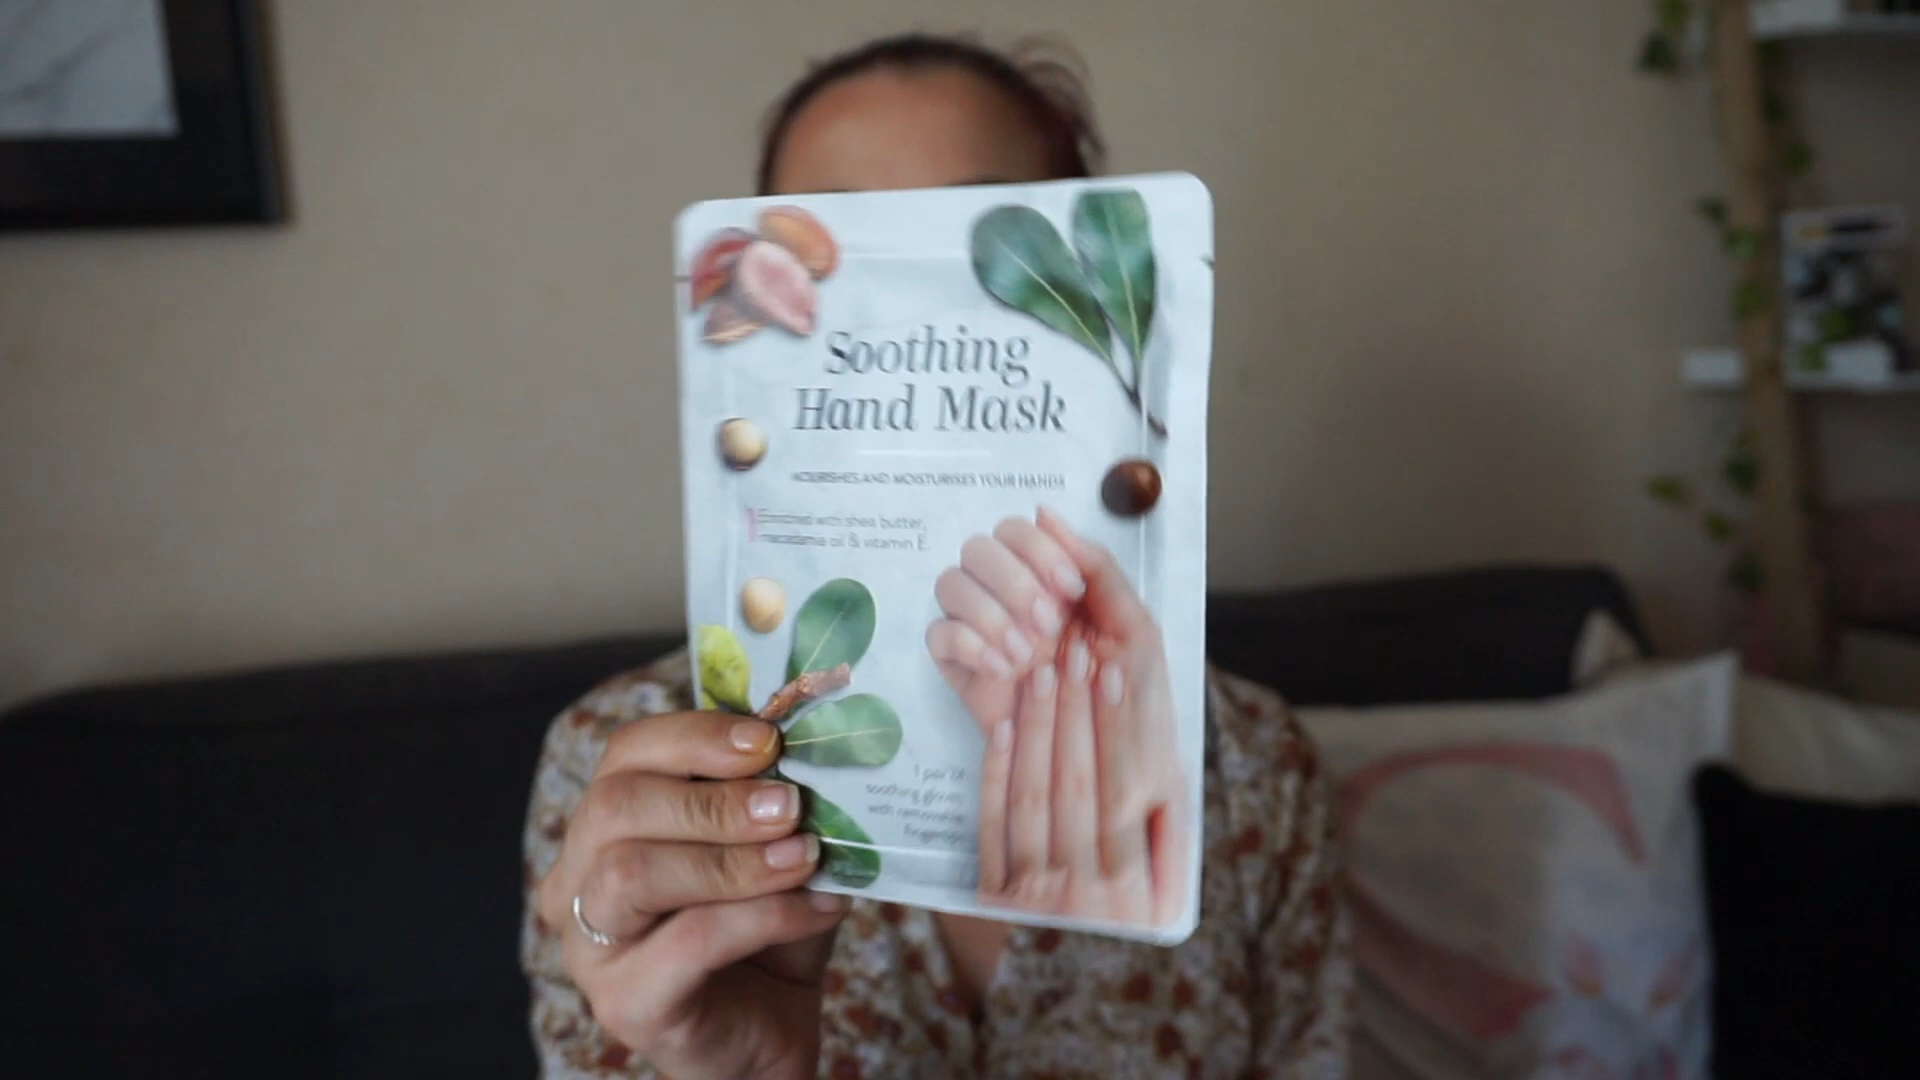 Soothing
Hand Mask
NOURISHES AND MOISTURISES YOUR HANDS
Enriched with shea butter,
macadamia oil & vitamin E.
1 pair of
soothing gloves
with removable
fingertips